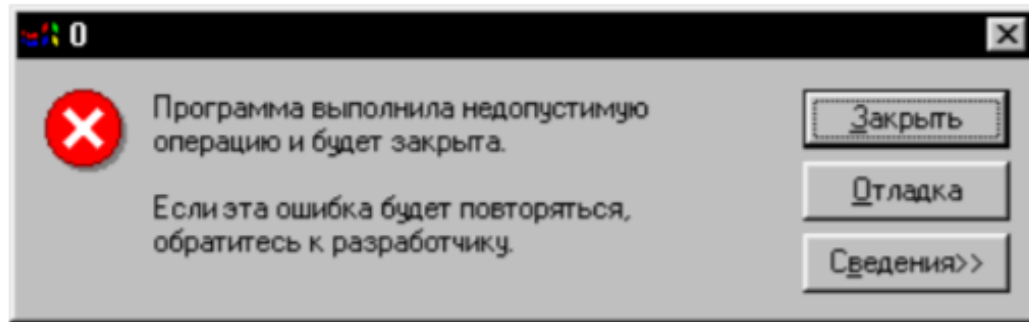 0
Программа выполнила недопустимую
операцию и будет закрыта.
Если эта ошибка будет повторяться,
обратитесь к разработчику.
Закрыть
Отладка
Сведения>>